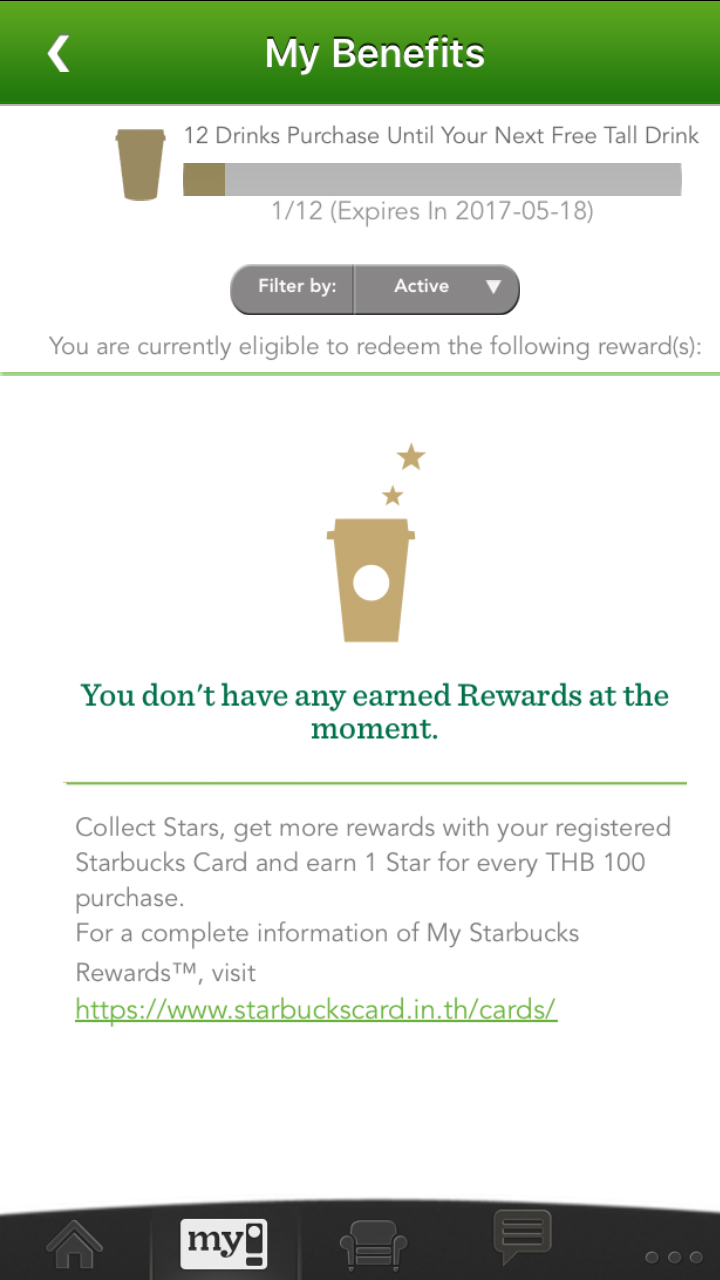 My Benefits
12 Drinks Purchase Until Your Next Free Tall Drink
1/12 (Expires In 2017-05-18)
Filter by: Active ▼
You are currently eligible to redeem the following reward(s):
You don't have any earned Rewards at the
moment.
Collect Stars, get more rewards with your registered
Starbucks Card and earn 1 Star for every THB 100
purchase.
For a complete information of My Starbucks
Rewards™, visit
https://www.starbuckscard.in.th/cards/
my